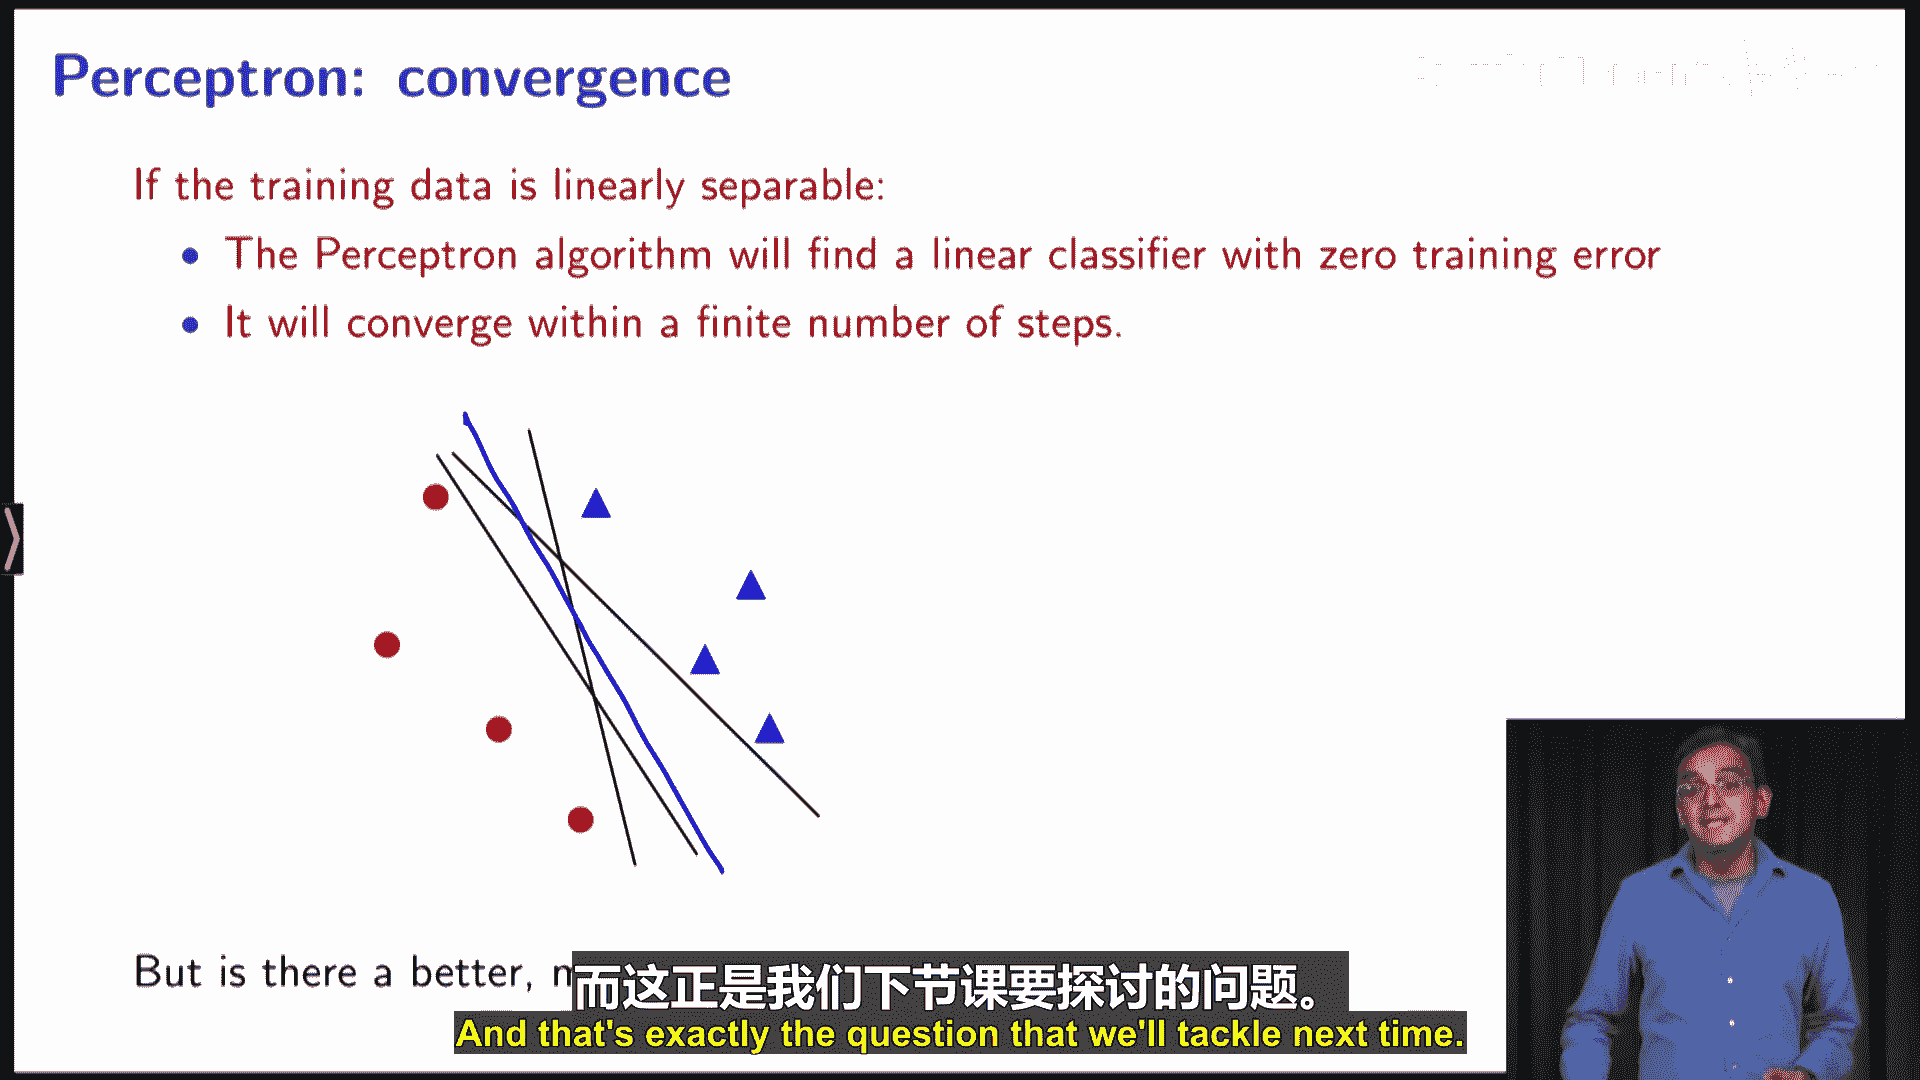 Perceptron: convergence
If the training data is linearly separable:
• The Perceptron algorithm will find a linear classifier with zero training error
• It will converge within a finite number of steps.
But is there a better,
而这正是我们下节课要探讨的问题。
And that's exactly the question that we'll tackle next time.